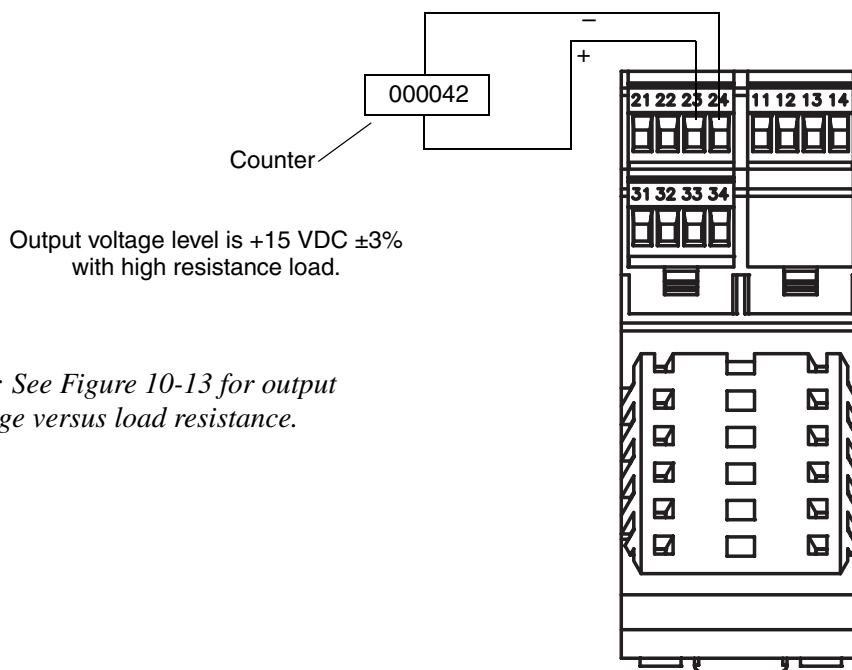 –
+
000042
21 22 23 24 11 12 13 14
Counter
31 32 33 34
Output voltage level is +15 VDC ±3%
with high resistance load.
: See Figure 10-13 for output
versus load resistance.